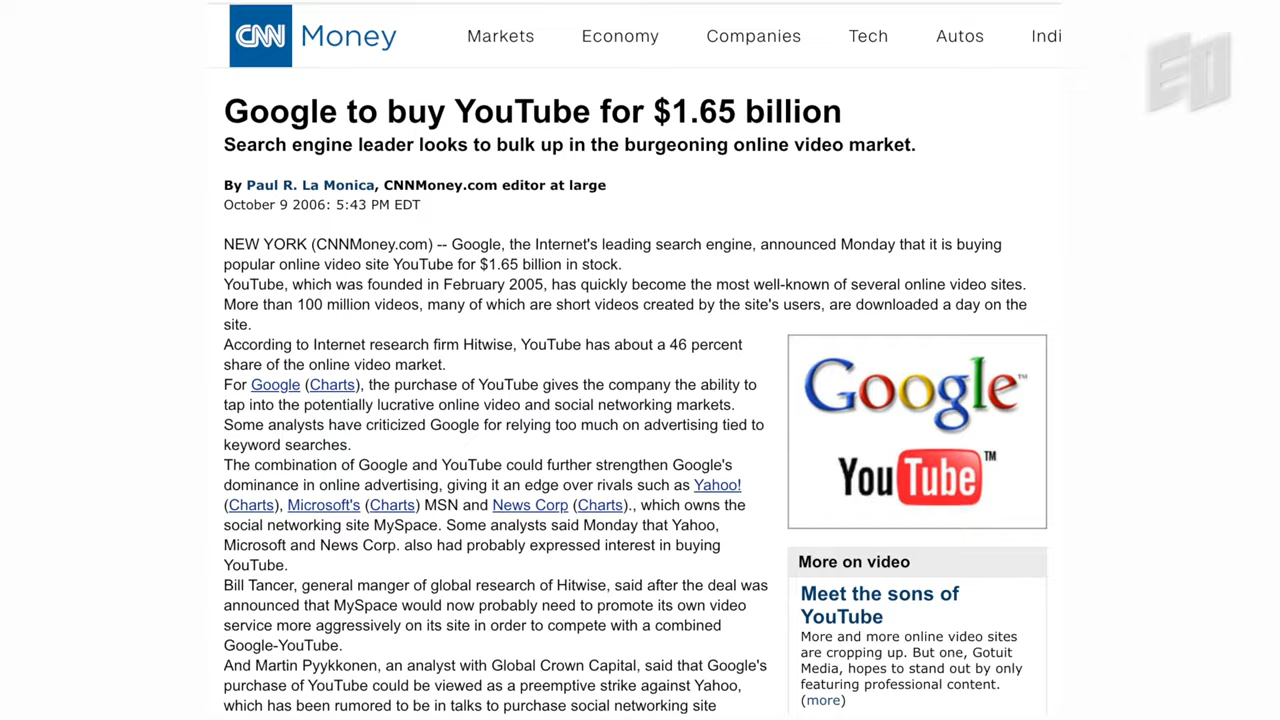 CNN Money
Markets Economy Companies Tech Autos Indi
Google to buy YouTube for $1.65 billion
Search engine leader looks to bulk up in the burgeoning online video market.
By Paul R. La Monica, CNNMoney.com editor at large
October 9 2006: 5:43 PM EDT
NEW YORK (CNNMoney.com) -- Google, the Internet's leading search engine, announced Monday that it is buying
popular online video site YouTube for $1.65 billion in stock.
YouTube, which was founded in February 2005, has quickly become the most well-known of several online video sites.
More than 100 million videos, many of which are short videos created by the site's users, are downloaded a day on the
site.
According to Internet research firm Hitwise, YouTube has about a 46 percent
share of the online video market.
For Google (Charts), the purchase of YouTube gives the company the ability to
tap into the potentially lucrative online video and social networking markets.
Some analysts have criticized Google for relying too much on advertising tied to
keyword searches.
The combination of Google and YouTube could further strengthen Google's
dominance in online advertising, giving it an edge over rivals such as Yahoo!
(Charts), Microsoft's (Charts) MSN and News Corp (Charts)., which owns the
social networking site MySpace. Some analysts said Monday that Yahoo,
Microsoft and News Corp. also had probably expressed interest in buying
YouTube.
Bill Tancer, general manger of global research of Hitwise, said after the deal was
announced that MySpace would now probably need to promote its own video
service more aggressively on its site in order to compete with a combined
Google-YouTube.
And Martin Pyykkonen, an analyst with Global Crown Capital, said that Google's
purchase of YouTube could be viewed as a preemptive strike against Yahoo,
which has been rumored to be in talks to purchase social networking site
Google™
YouTube™
More on video
Meet the sons of
YouTube
More and more online video sites
are cropping up. But one, Gotuit
Media, hopes to stand out by only
featuring professional content.
(more)